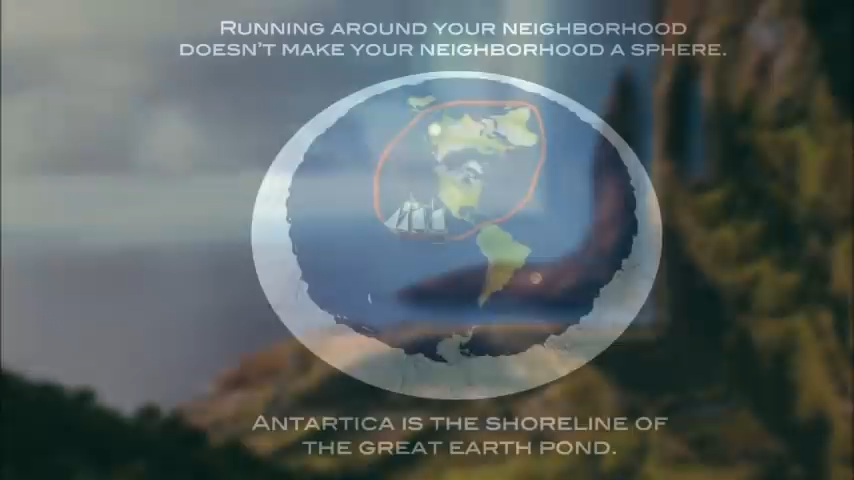 RUNNING AROUND YOUR NEIGHBORHOOD
DOESN'T MAKE YOUR NEIGHBORHOOD A SPHERE.
ANTARTICA IS THE SHORELINE OF
THE GREAT EARTH POND.